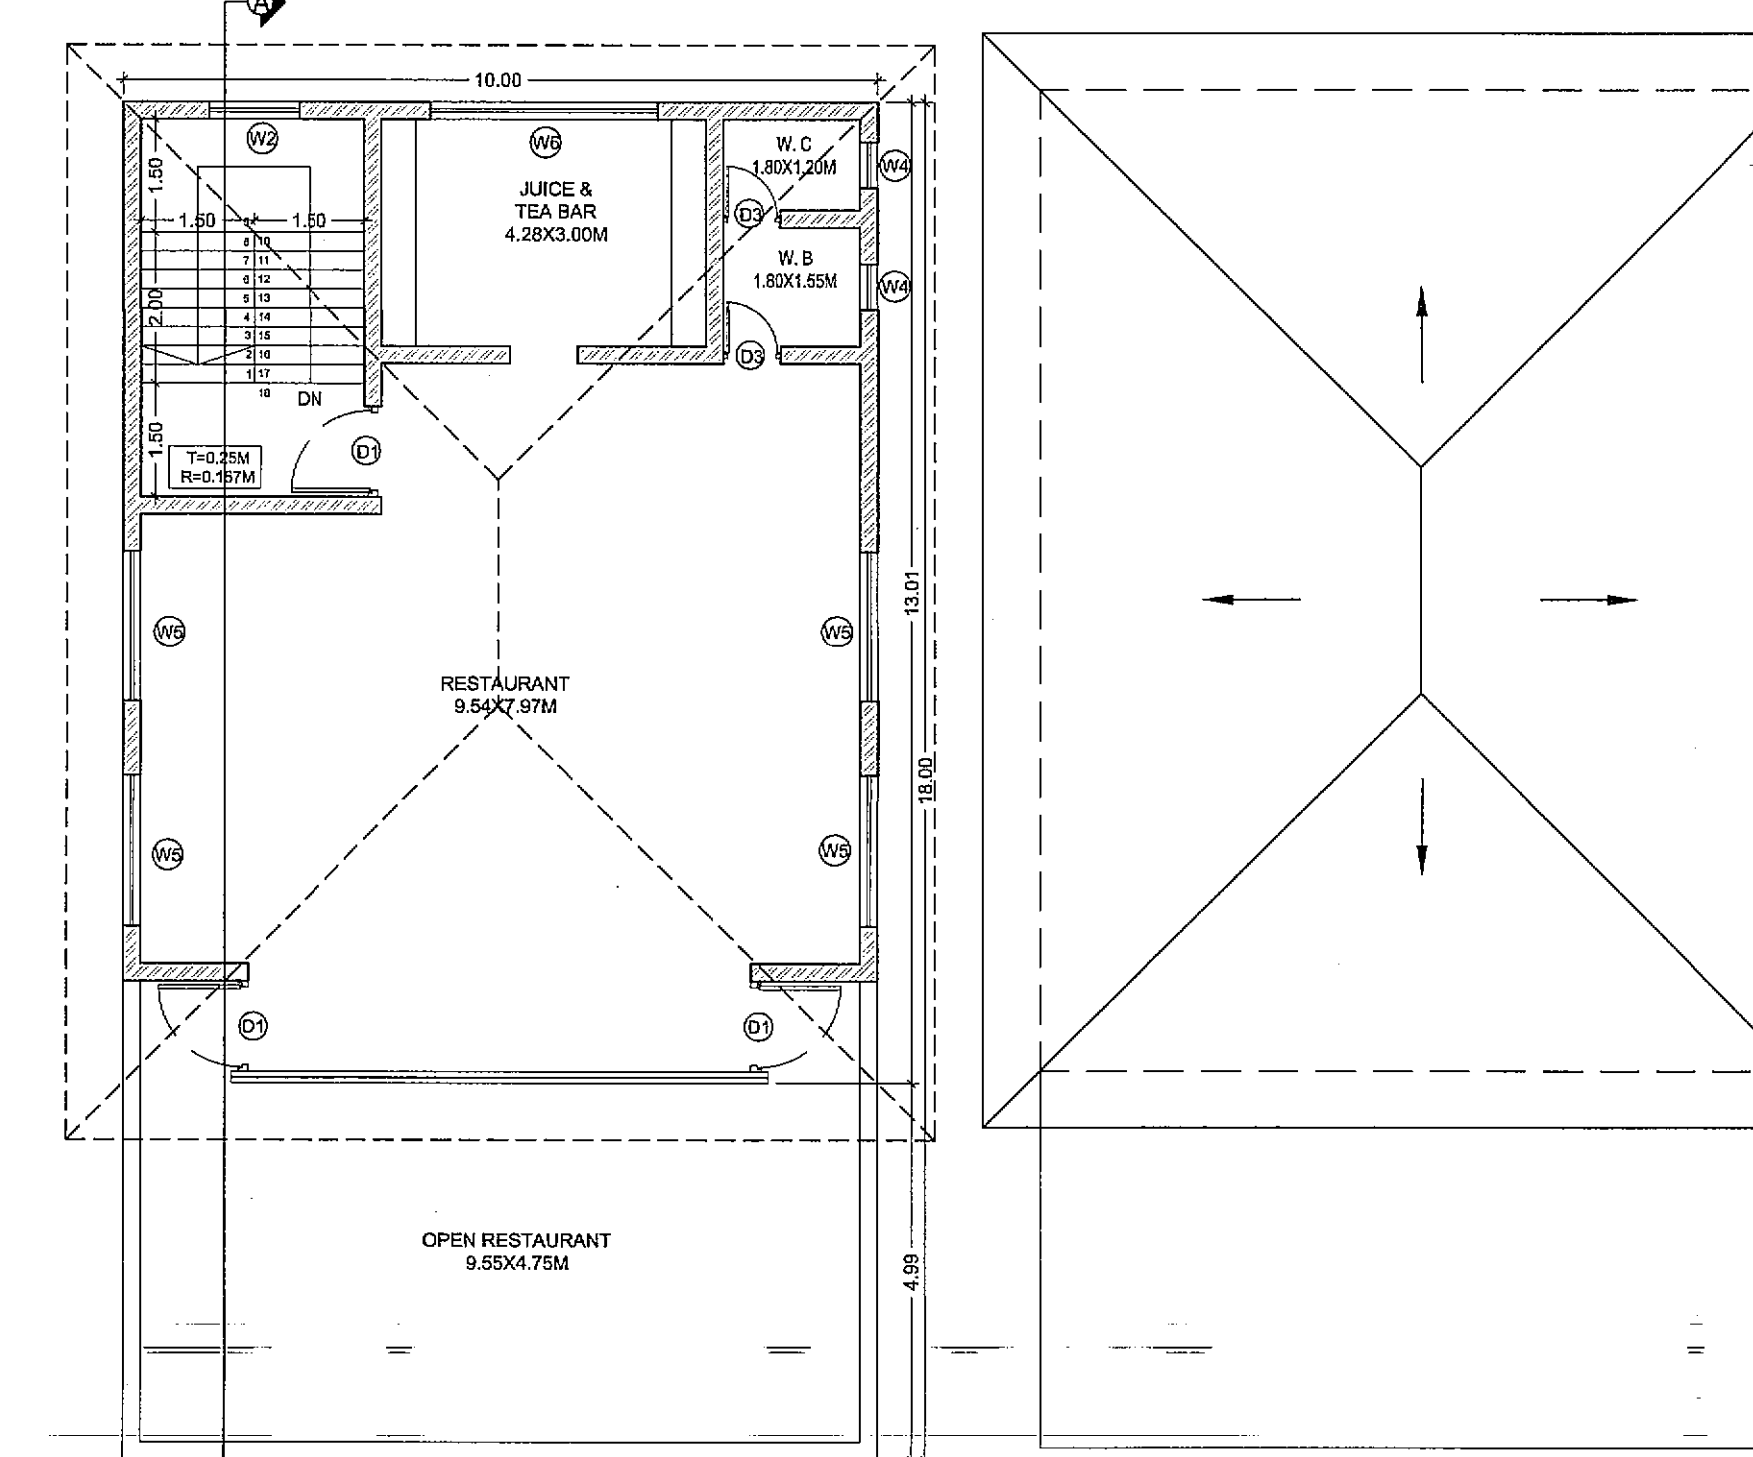 A
10.00
W2
W6
W. C
1.80X1.20M
W4
1.50
JUICE &
TEA BAR
4.28X3.00M
D3
1.50
1.50
9
8 10
7 11
6 12
5 13
4 14
3 15
2 16
1 17
18
2.00
W. B
1.80X1.55M
W4
D3
DN
1.50
D1
T=0.25M
R=0.167M
13.01
W5
W5
RESTAURANT
9.54X7.97M
18.00
W5
W5
D1
D1
OPEN RESTAURANT
9.55X4.75M
4.99